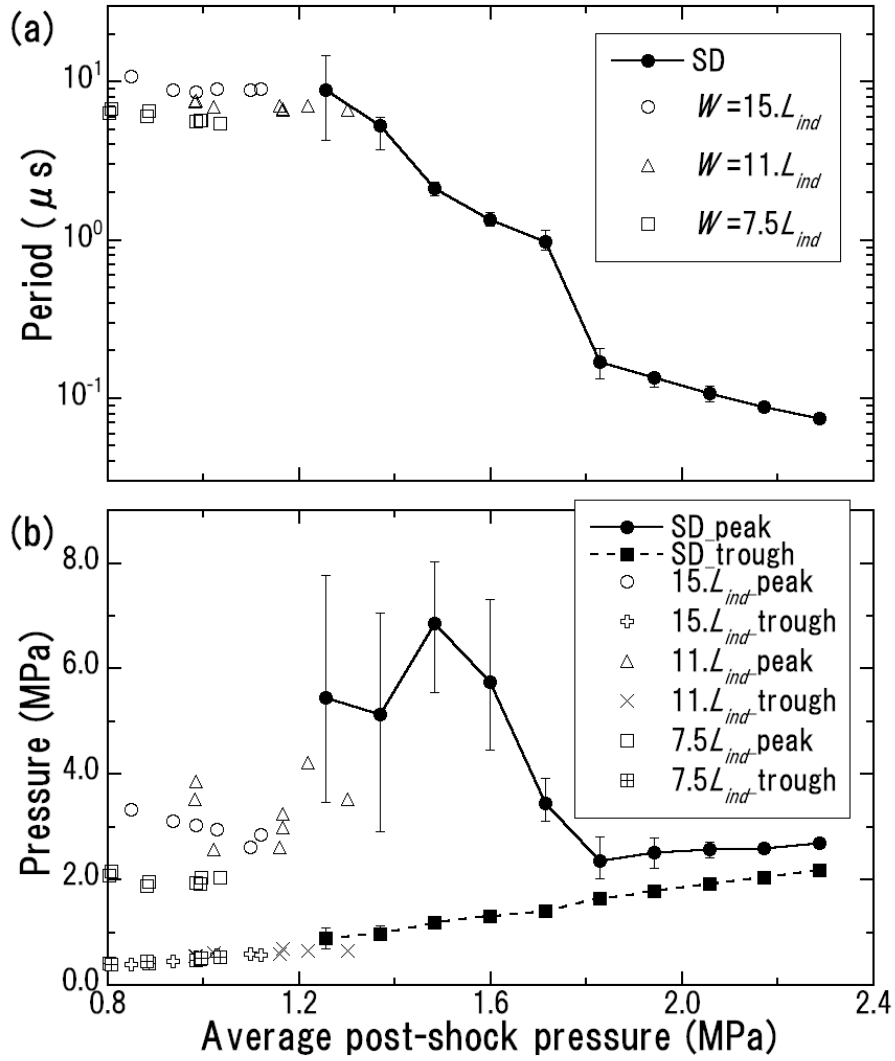 (a)
10¹
10⁰
10⁻¹
Period (μs)
SD
W=15.L_ind
W=11.L_ind
W=7.5L_ind
(b)
8.0
6.0
4.0
2.0
0.0
Pressure (MPa)
SD_peak
SD_trough
15.L_ind_peak
15.L_ind_trough
11.L_ind_peak
11.L_ind_trough
7.5L_ind_peak
7.5L_ind_trough
0.8 1.2 1.6 2.0 2.4
Average post-shock pressure (MPa)